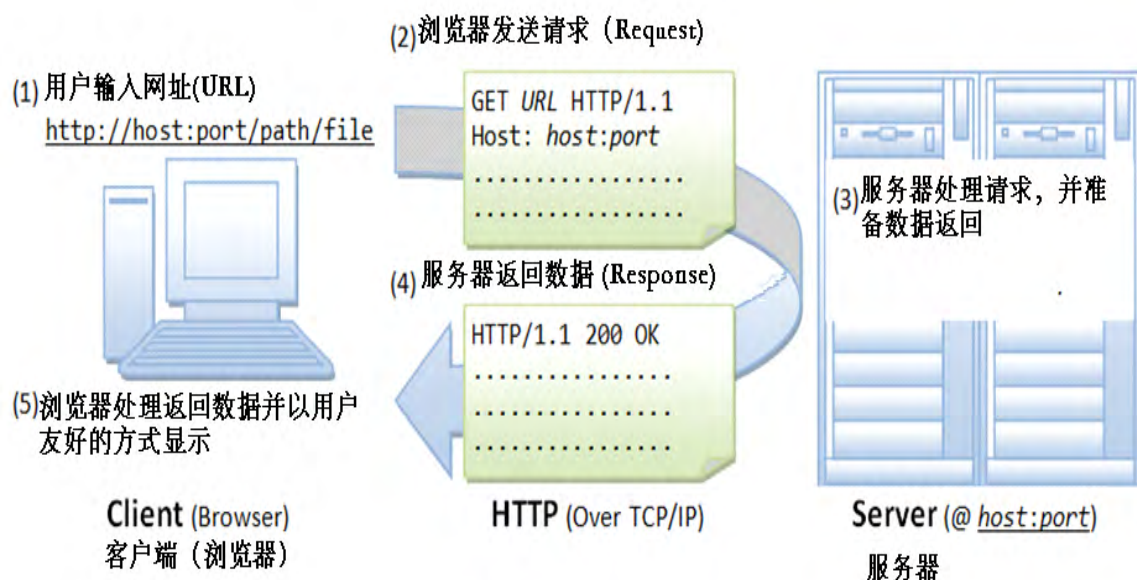 (1) 用户输入网址(URL)
http://host:port/path/file
(2) 浏览器发送请求（Request)
GET URL HTTP/1.1
Host: host:port
..................
..................
(3) 服务器处理请求，并准
备数据返回
(4) 服务器返回数据 (Response)
HTTP/1.1 200 OK
.................
.................
.................
(5) 浏览器处理返回数据并以用户
友好的方式显示
Client (Browser)
客户端（浏览器）
HTTP (Over TCP/IP)
Server (@ host:port)
服务器